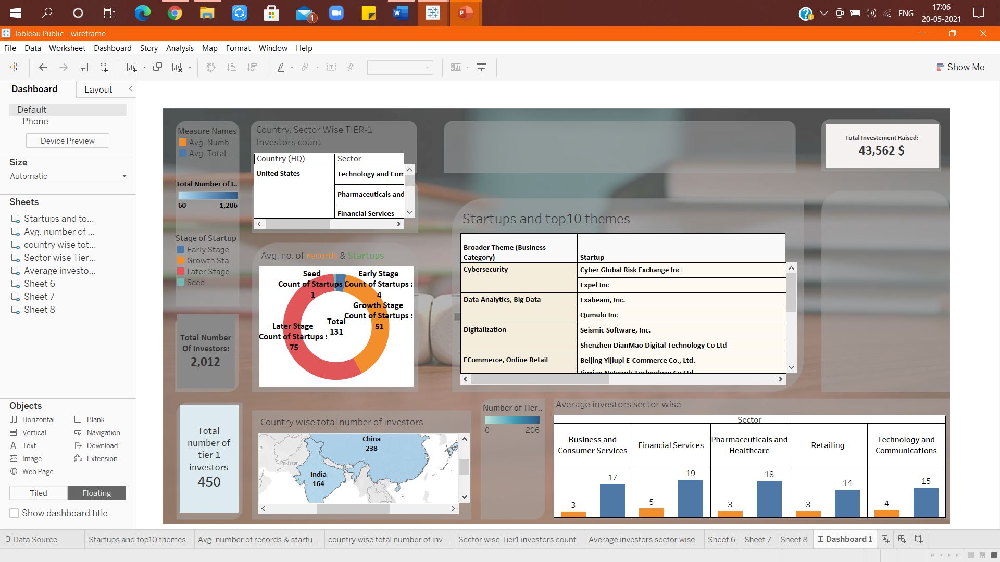 1
ENG
17:06
20-05-2021
Tableau Public - wireframe
File Data Worksheet Dashboard Story Analysis Map Format Window Help
Show Me
Dashboard Layout
Default
Phone
Device Preview
Size
Automatic
Sheets
Startups and to...
Avg. number of ...
country wise tot...
Sector wise Tier...
Average investo...
Sheet 6
Sheet 7
Sheet 8
Objects
Horizontal Blank
Vertical Navigation
Text Download
Image Extension
Web Page
Tiled Floating
Show dashboard title
Measure Names
Avg. Numb..
Avg. Total ..
Total Number of I..
60 1,206
Stage of Startup
Early Stage
Growth Sta..
Later Stage
Seed
Total Number
Of Investors:
2,012
Total
number of
tier 1
investors
450
Country, Sector Wise TIER-1
Investors count
Country (HQ) Sector
United States Technology and Com
Pharmaceuticals and
Financial Services
Avg. no. of records & Startups
Seed
Count of Startups :
1
Early Stage
Count of Startups :
4
Growth Stage
Count of Startups :
51
Total
131
Later Stage
Count of Startups :
75
Country wise total number of investors
China
238
Pakistan
India
164
Total Investement Raised:
43,562 $
Startups and top10 themes
Broader Theme (Business
Category) Startup
Cybersecurity Cyber Global Risk Exchange Inc
Expel Inc
Data Analytics, Big Data Exabeam, Inc.
Qumulo Inc
Digitalization Seismic Software, Inc.
Shenzhen DianMao Digital Technology Co Ltd
ECommerce, Online Retail Beijing Yijiupi E-Commerce Co., Ltd.
Jiuxian Network Technology Co Ltd
Number of Tier..
0 206
Average investors sector wise
Sector
Business and
Consumer Services
Financial Services
Pharmaceuticals and
Healthcare
Retailing
Technology and
Communications
3 17 5 19 3 18 3 14 4 15
Data Source Startups and top10 themes Avg. number of records & startu... country wise total number of inv... Sector wise Tier1 investors count Average investors sector wise Sheet 6 Sheet 7 Sheet 8 Dashboard 1